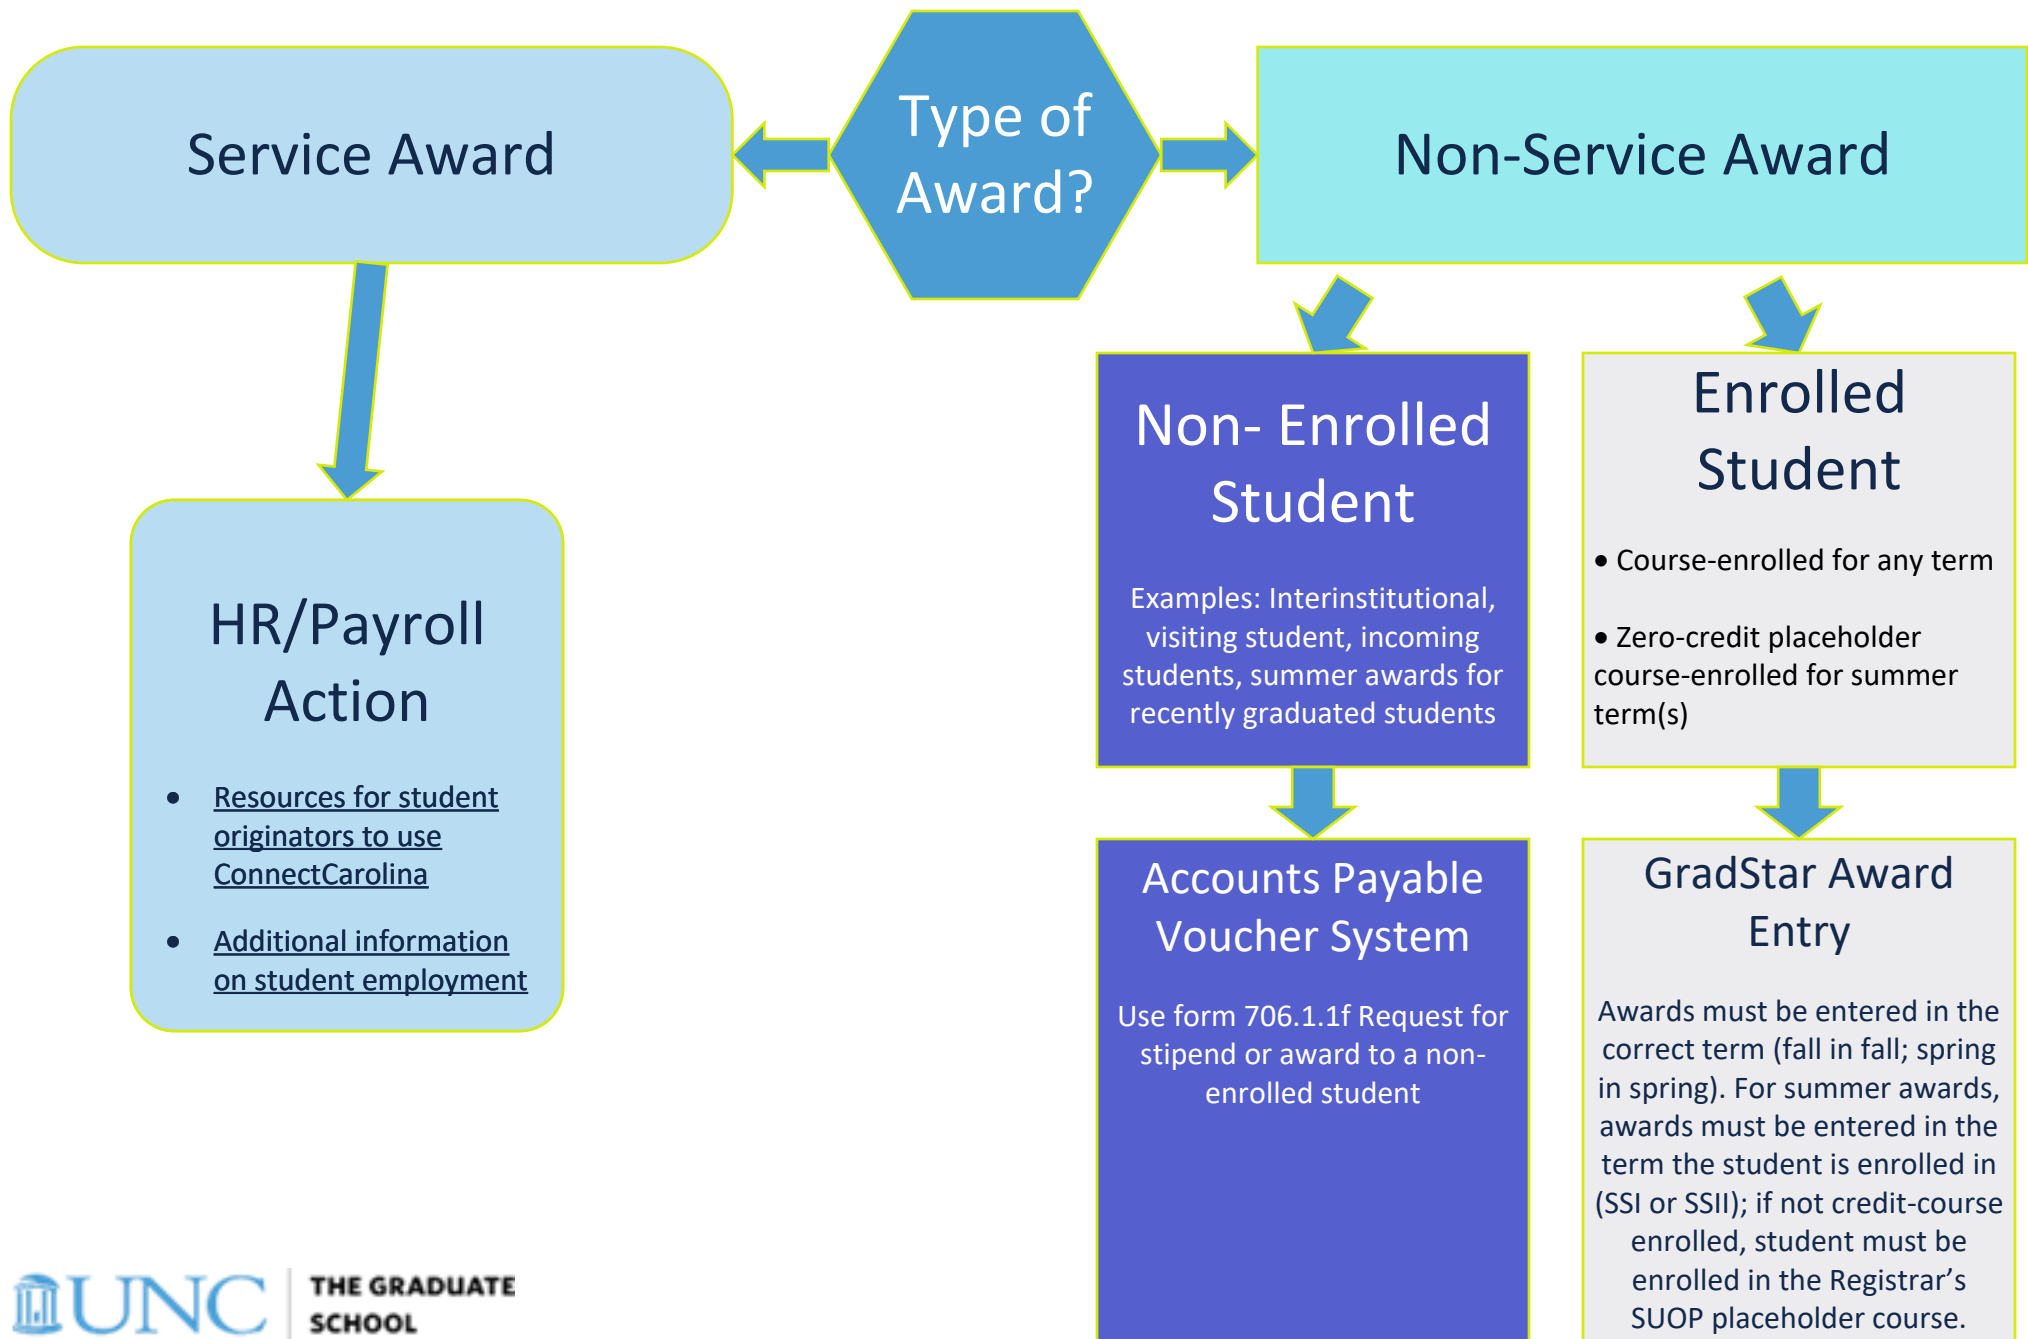 Type of
Award?
Service Award
Non-Service Award
HR/Payroll
Action
• Resources for student
originators to use
ConnectCarolina
• Additional information
on student employment
Non- Enrolled
Student
Examples: Interinstitutional,
visiting student, incoming
students, summer awards for
recently graduated students
Accounts Payable
Voucher System
Use form 706.1.1f Request for
stipend or award to a non-
enrolled student
Enrolled
Student
• Course-enrolled for any term
• Zero-credit placeholder
course-enrolled for summer
term(s)
GradStar Award
Entry
Awards must be entered in the
correct term (fall in fall; spring
in spring). For summer awards,
awards must be entered in the
term the student is enrolled in
(SSI or SSII); if not credit-course
enrolled, student must be
enrolled in the Registrar’s
SUOP placeholder course.
UNC
THE GRADUATE
SCHOOL